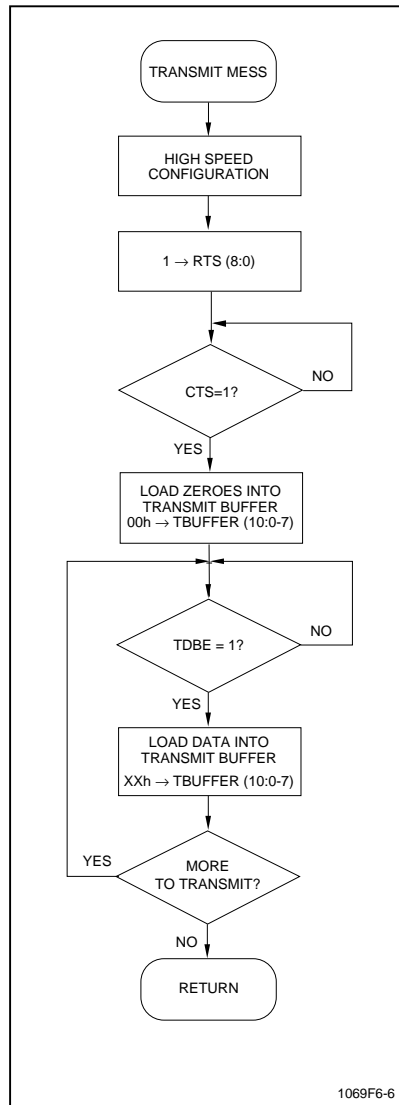 TRANSMIT MESS
HIGH SPEED
CONFIGURATION
1 → RTS (8:0)
CTS=1?
NO
YES
LOAD ZEROES INTO
TRANSMIT BUFFER
00h → TBUFFER (10:0-7)
TDBE = 1?
NO
YES
LOAD DATA INTO
TRANSMIT BUFFER
XXh → TBUFFER (10:0-7)
YES
MORE
TO TRANSMIT?
NO
RETURN
1069F6-6